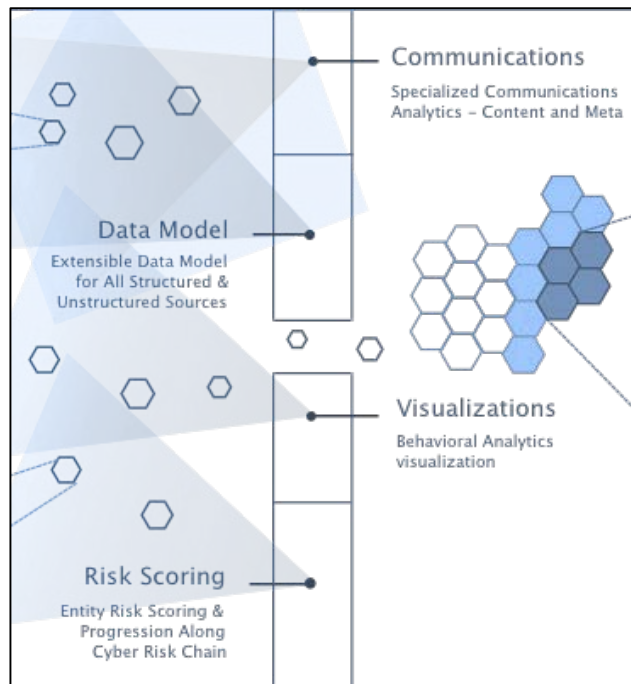 Communications
Specialized Communications
Analytics – Content and Meta
Data Model
Extensible Data Model
for All Structured &
Unstructured Sources
Visualizations
Behavioral Analytics
visualization
Risk Scoring
Entity Risk Scoring &
Progression Along
Cyber Risk Chain